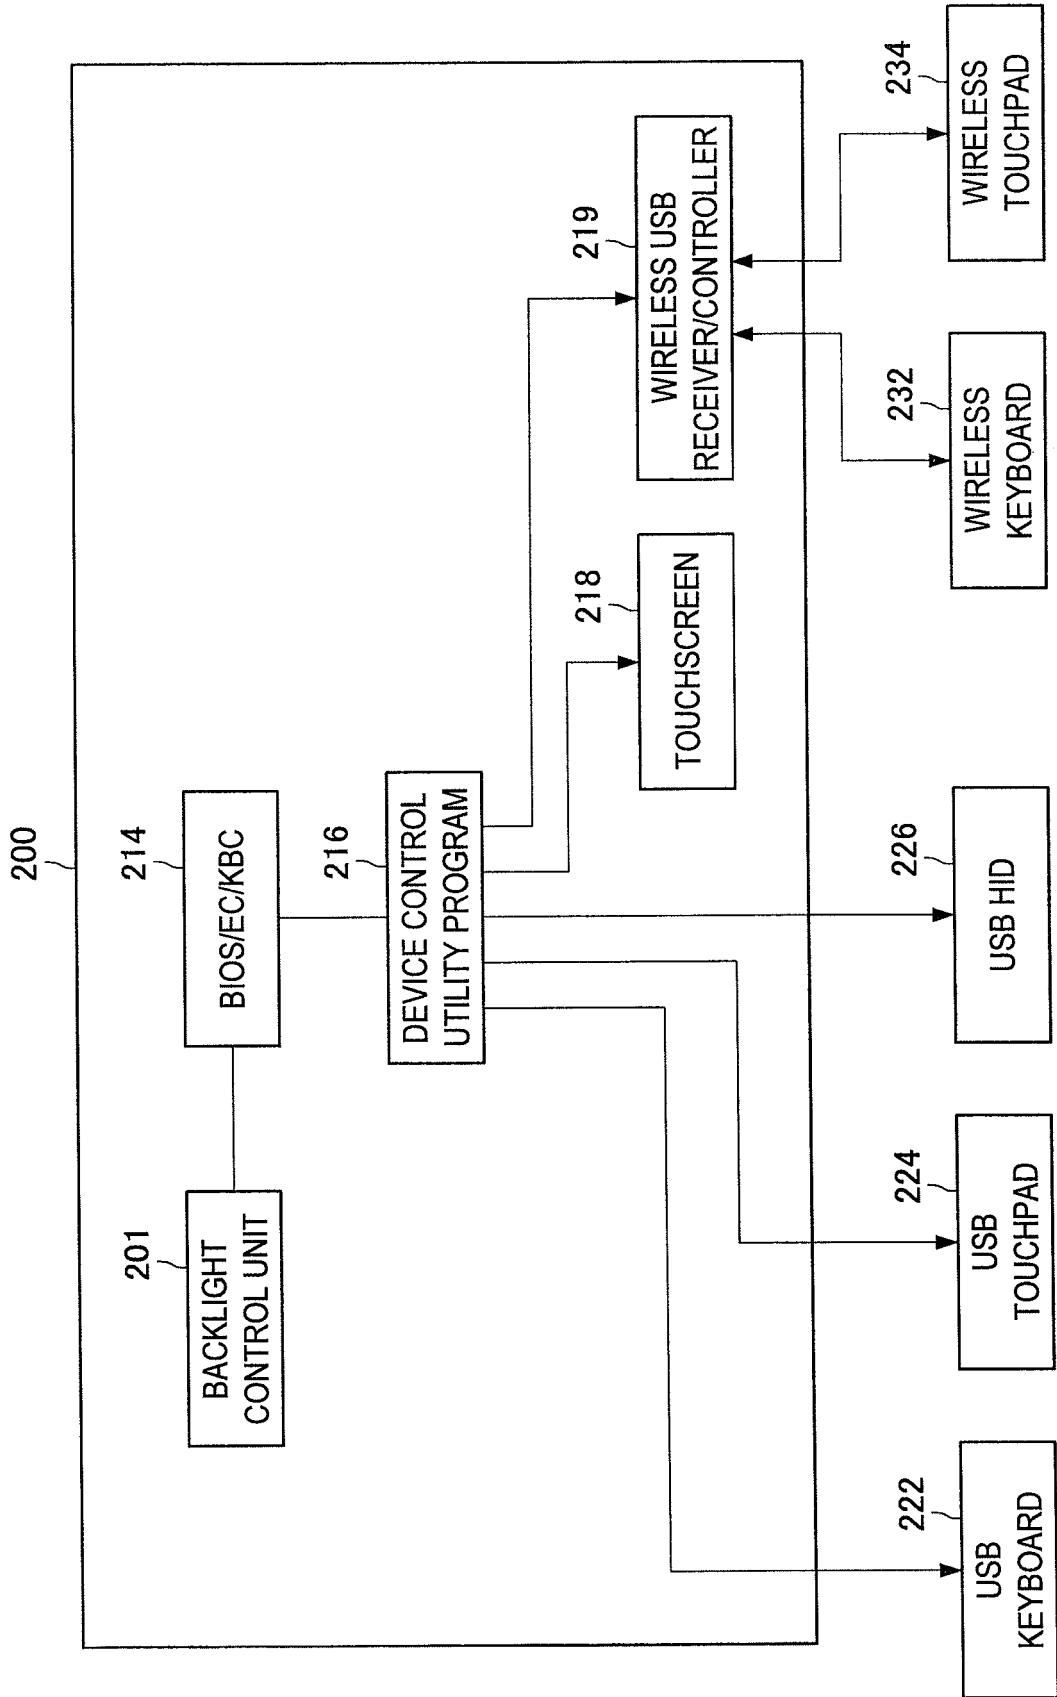 200
201
BACKLIGHT
CONTROL UNIT
214
BIOS/EC/KBC
216
DEVICE CONTROL
UTILITY PROGRAM
218
TOUCHSCREEN
219
WIRELESS USB
RECEIVER/CONTROLLER
222
USB
KEYBOARD
224
USB
TOUCHPAD
226
USB HID
232
WIRELESS
KEYBOARD
234
WIRELESS
TOUCHPAD